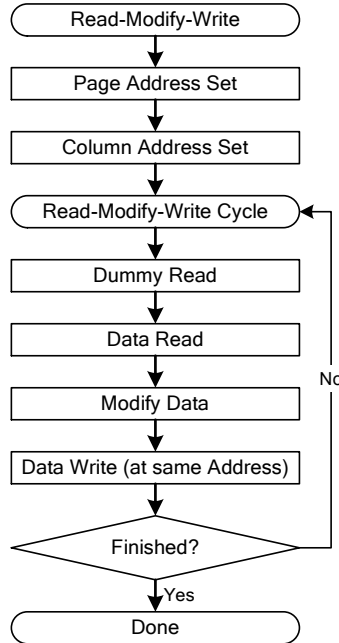 Read-Modify-Write
Page Address Set
Column Address Set
Read-Modify-Write Cycle
Dummy Read
Data Read
No
Modify Data
Data Write (at same Address)
Finished?
Yes
Done